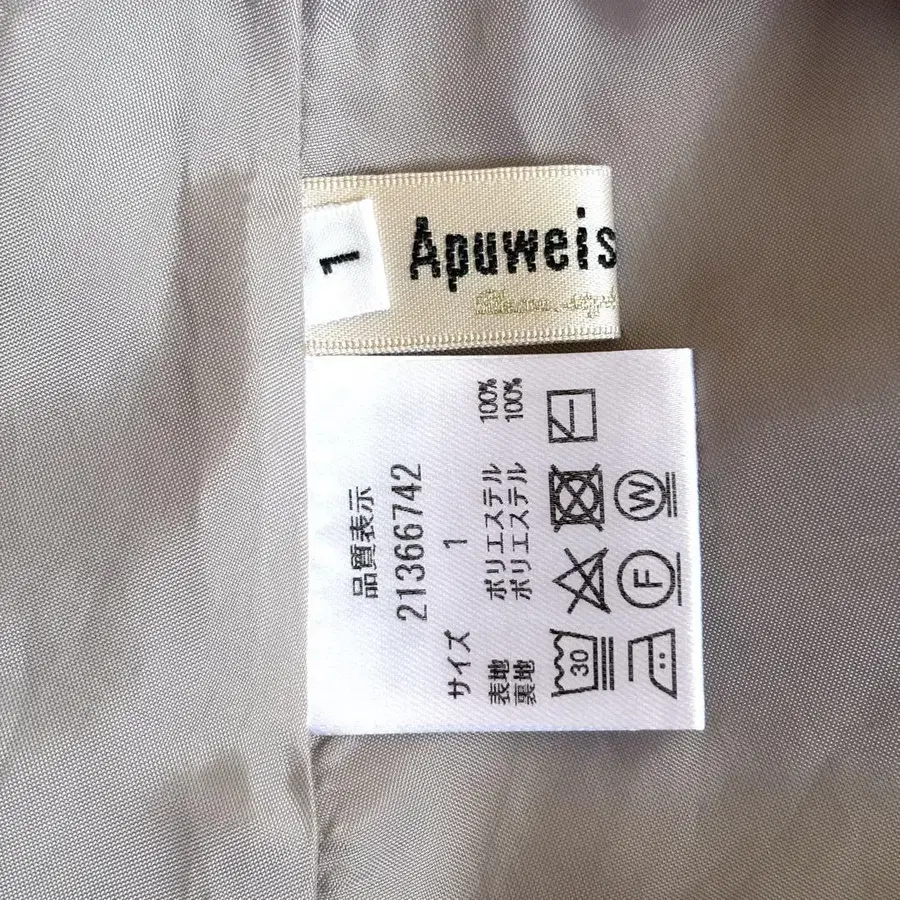 1
Apuweis
品質表示
21366742
サイズ 1
表地 ポリエステル 100%
裏地 ポリエステル 100%
30
F
W